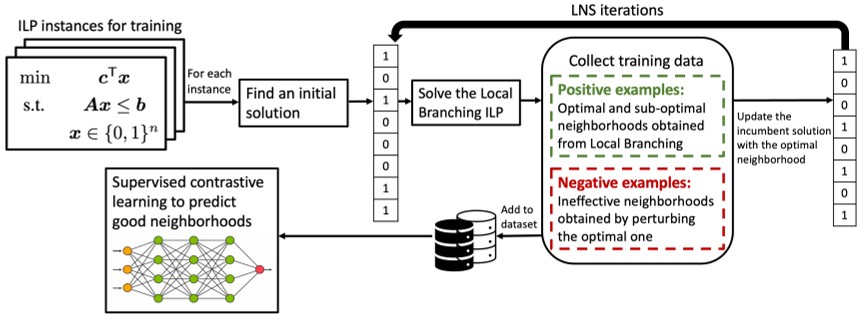 LNS iterations
ILP instances for training
min c⊤x
s.t. Ax ≤ b
x ∈ {0, 1}ⁿ
For each
instance
Find an initial
solution
1
0
1
0
0
0
1
1
Solve the Local
Branching ILP
Collect training data
Positive examples:
Optimal and sub-optimal
neighborhoods obtained
from Local Branching
Negative examples:
Ineffective neighborhoods
obtained by perturbing
the optimal one
Update the
incumbent solution
with the optimal
neighborhood
1
0
0
1
0
1
0
1
Add to
dataset
Supervised contrastive
learning to predict
good neighborhoods